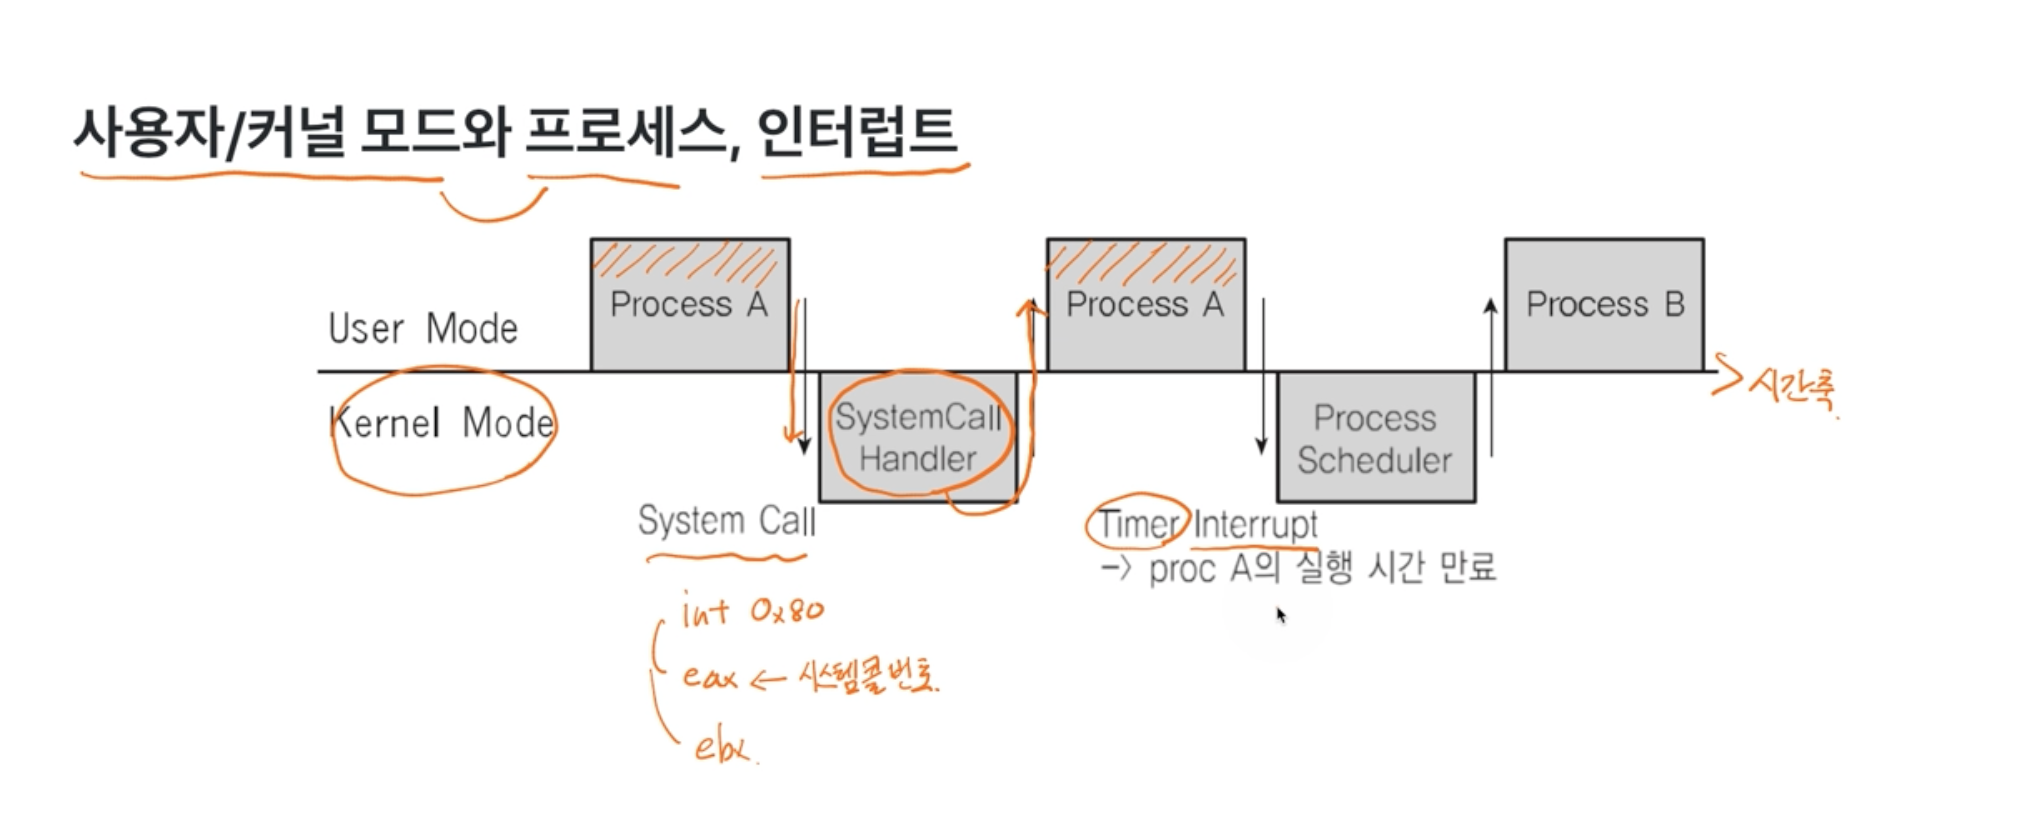 사용자/커널 모드와 프로세스, 인터럽트
User Mode
Process A
Process A
Process B
시간축.
Kernel Mode
SystemCall
Handler
Process
Scheduler
System Call
Timer Interrupt
-> proc A의 실행 시간 만료
int 0x80
eax ← 시스템콜번호.
ebx.